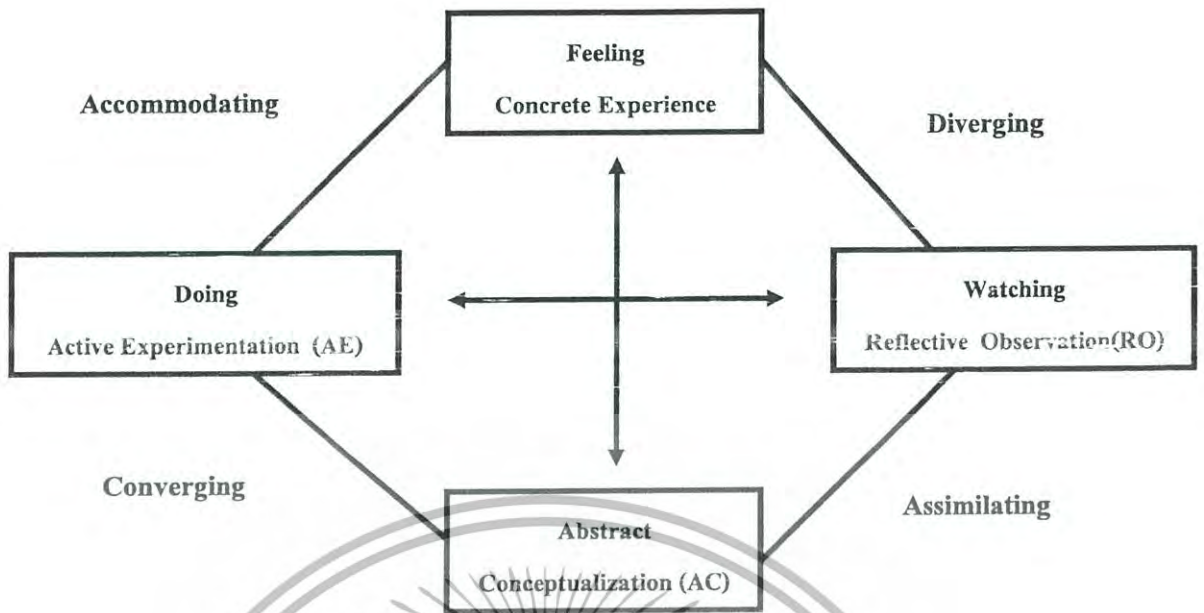 Feeling
Concrete Experience
Accommodating
Diverging
Doing
Active Experimentation (AE)
Watching
Reflective Observation(RO)
Converging
Assimilating
Abstract
Conceptualization (AC)